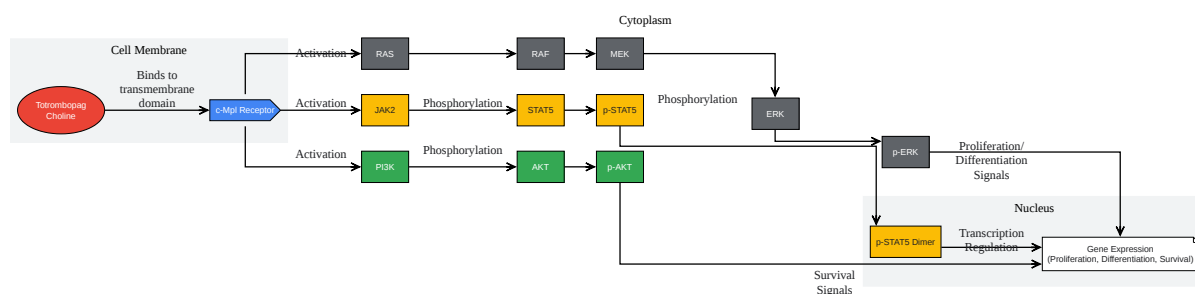 Cytoplasm
Cell Membrane
Activation
RAS
RAF
MEK
Binds to
transmembrane
domain
Totrombopag
Choline
c-Mpl Receptor
Activation
JAK2
Phosphorylation
STAT5
p-STAT5
Phosphorylation
ERK
Activation
PI3K
Phosphorylation
AKT
p-AKT
p-ERK
Proliferation/
Differentiation
Signals
Nucleus
p-STAT5 Dimer
Transcription
Regulation
Gene Expression
(Proliferation, Differentiation, Survival)
Survival
Signals